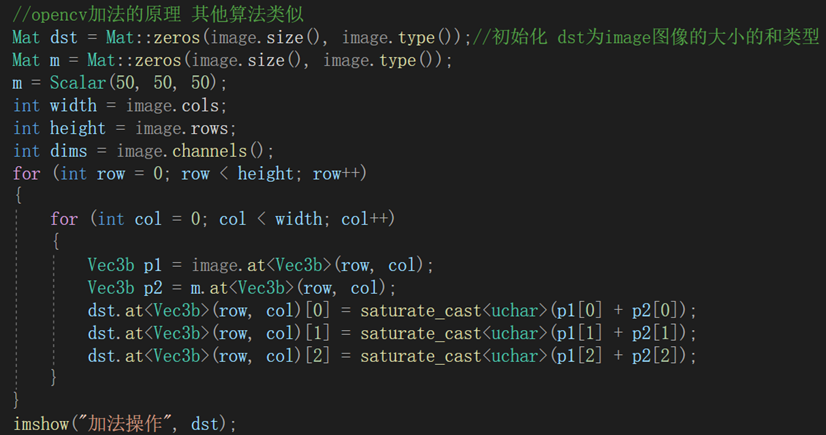 //opencv加法的原理 其他算法类似
Mat dst = Mat::zeros(image.size(), image.type());//初始化 dst为image图像的大小的和类型
Mat m = Mat::zeros(image.size(), image.type());
m = Scalar(50, 50, 50);
int width = image.cols;
int height = image.rows;
int dims = image.channels();
for (int row = 0; row < height; row++)
{
for (int col = 0; col < width; col++)
{
Vec3b p1 = image.at<Vec3b>(row, col);
Vec3b p2 = m.at<Vec3b>(row, col);
dst.at<Vec3b>(row, col)[0] = saturate_cast<uchar>(p1[0] + p2[0]);
dst.at<Vec3b>(row, col)[1] = saturate_cast<uchar>(p1[1] + p2[1]);
dst.at<Vec3b>(row, col)[2] = saturate_cast<uchar>(p1[2] + p2[2]);
}
}
imshow("加法操作", dst);